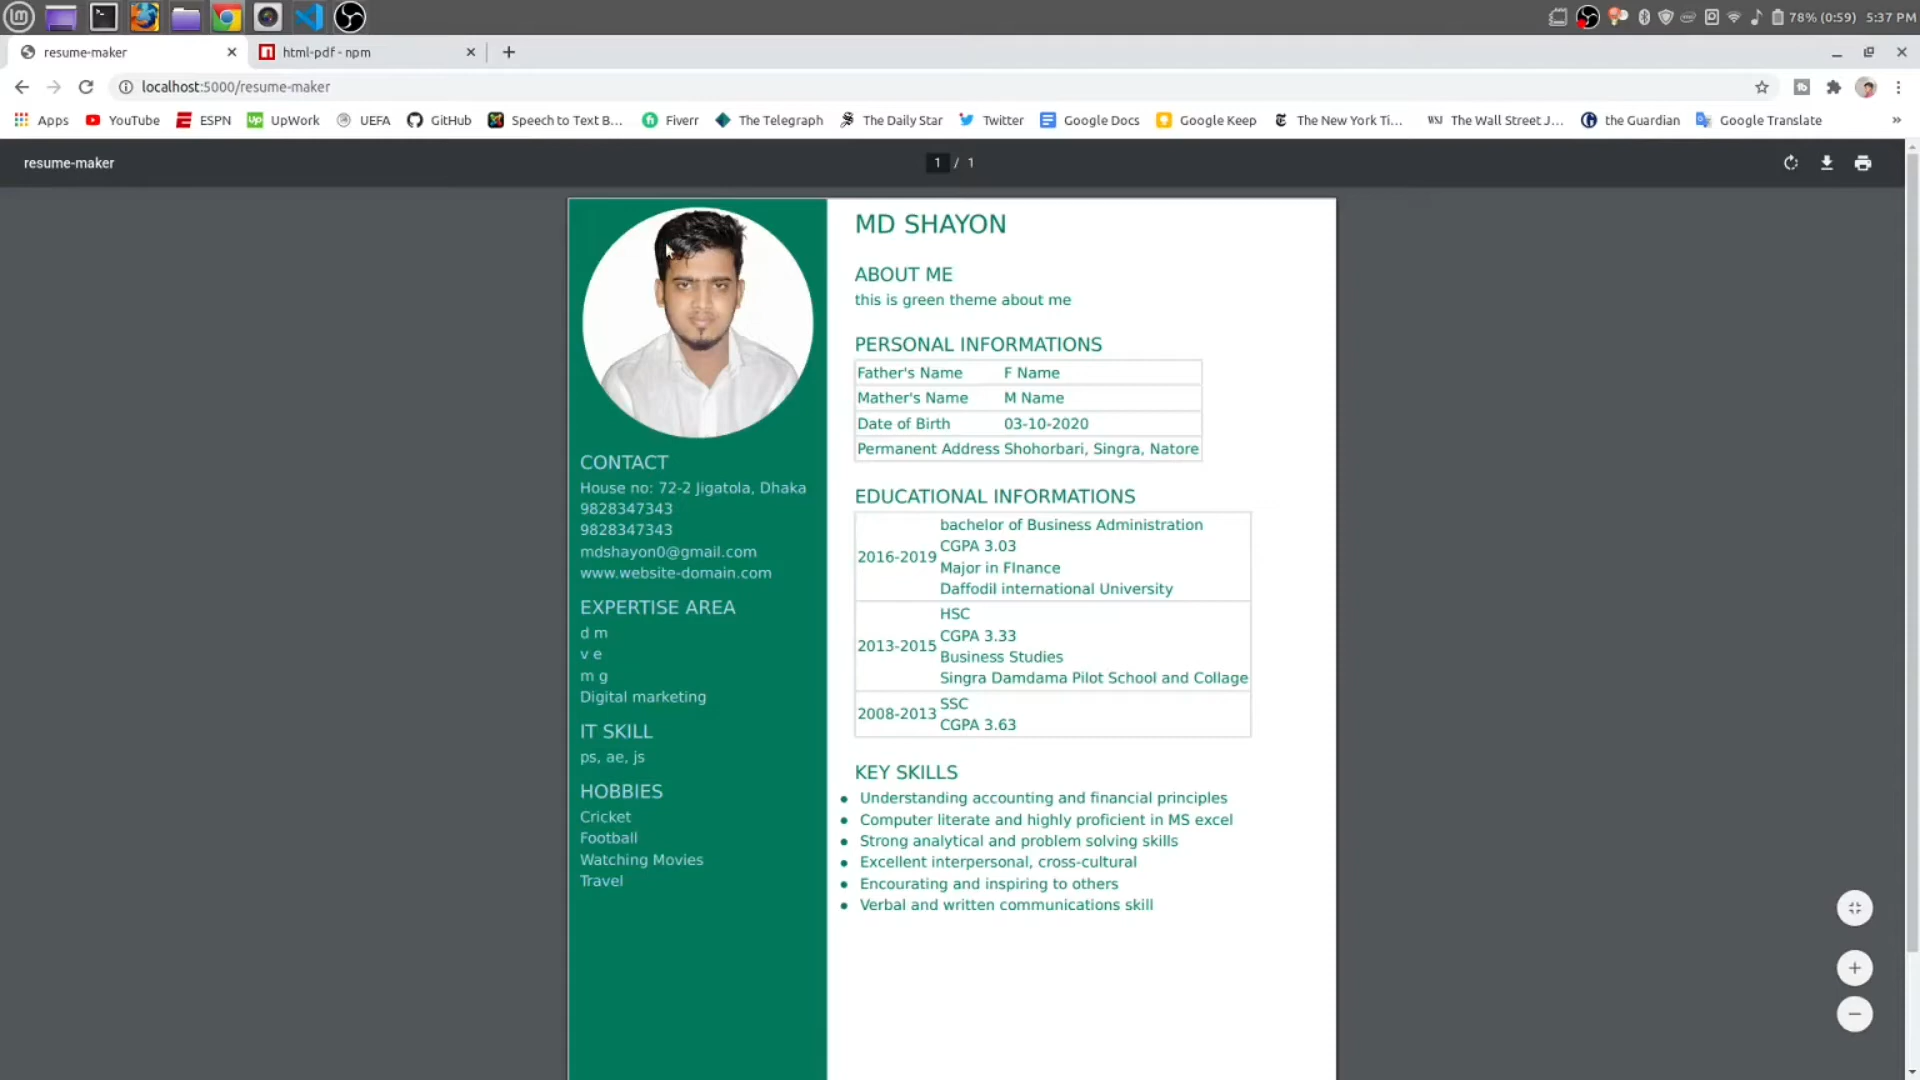 78% (0:59) 5:37 PM
resume-maker
html-pdf - npm
localhost:5000/resume-maker
Apps YouTube ESPN UpWork UEFA GitHub Speech to Text B... Fiverr The Telegraph The Daily Star Twitter Google Docs Google Keep The New York Ti... The Wall Street J... the Guardian Google Translate »
resume-maker
1 / 1
CONTACT
House no: 72-2 Jigatola, Dhaka
9828347343
9828347343
mdshayon0@gmail.com
www.website-domain.com
EXPERTISE AREA
d m
v e
m g
Digital marketing
IT SKILL
ps, ae, js
HOBBIES
Cricket
Football
Watching Movies
Travel
MD SHAYON
ABOUT ME
this is green theme about me
PERSONAL INFORMATIONS
Father's Name F Name
Mather's Name M Name
Date of Birth 03-10-2020
Permanent Address Shohorbari, Singra, Natore
EDUCATIONAL INFORMATIONS
2016-2019
bachelor of Business Administration
CGPA 3.03
Major in FInance
Daffodil international University
2013-2015
HSC
CGPA 3.33
Business Studies
Singra Damdama Pilot School and Collage
2008-2013
SSC
CGPA 3.63
KEY SKILLS
Understanding accounting and financial principles
Computer literate and highly proficient in MS excel
Strong analytical and problem solving skills
Excellent interpersonal, cross-cultural
Encourating and inspiring to others
Verbal and written communications skill